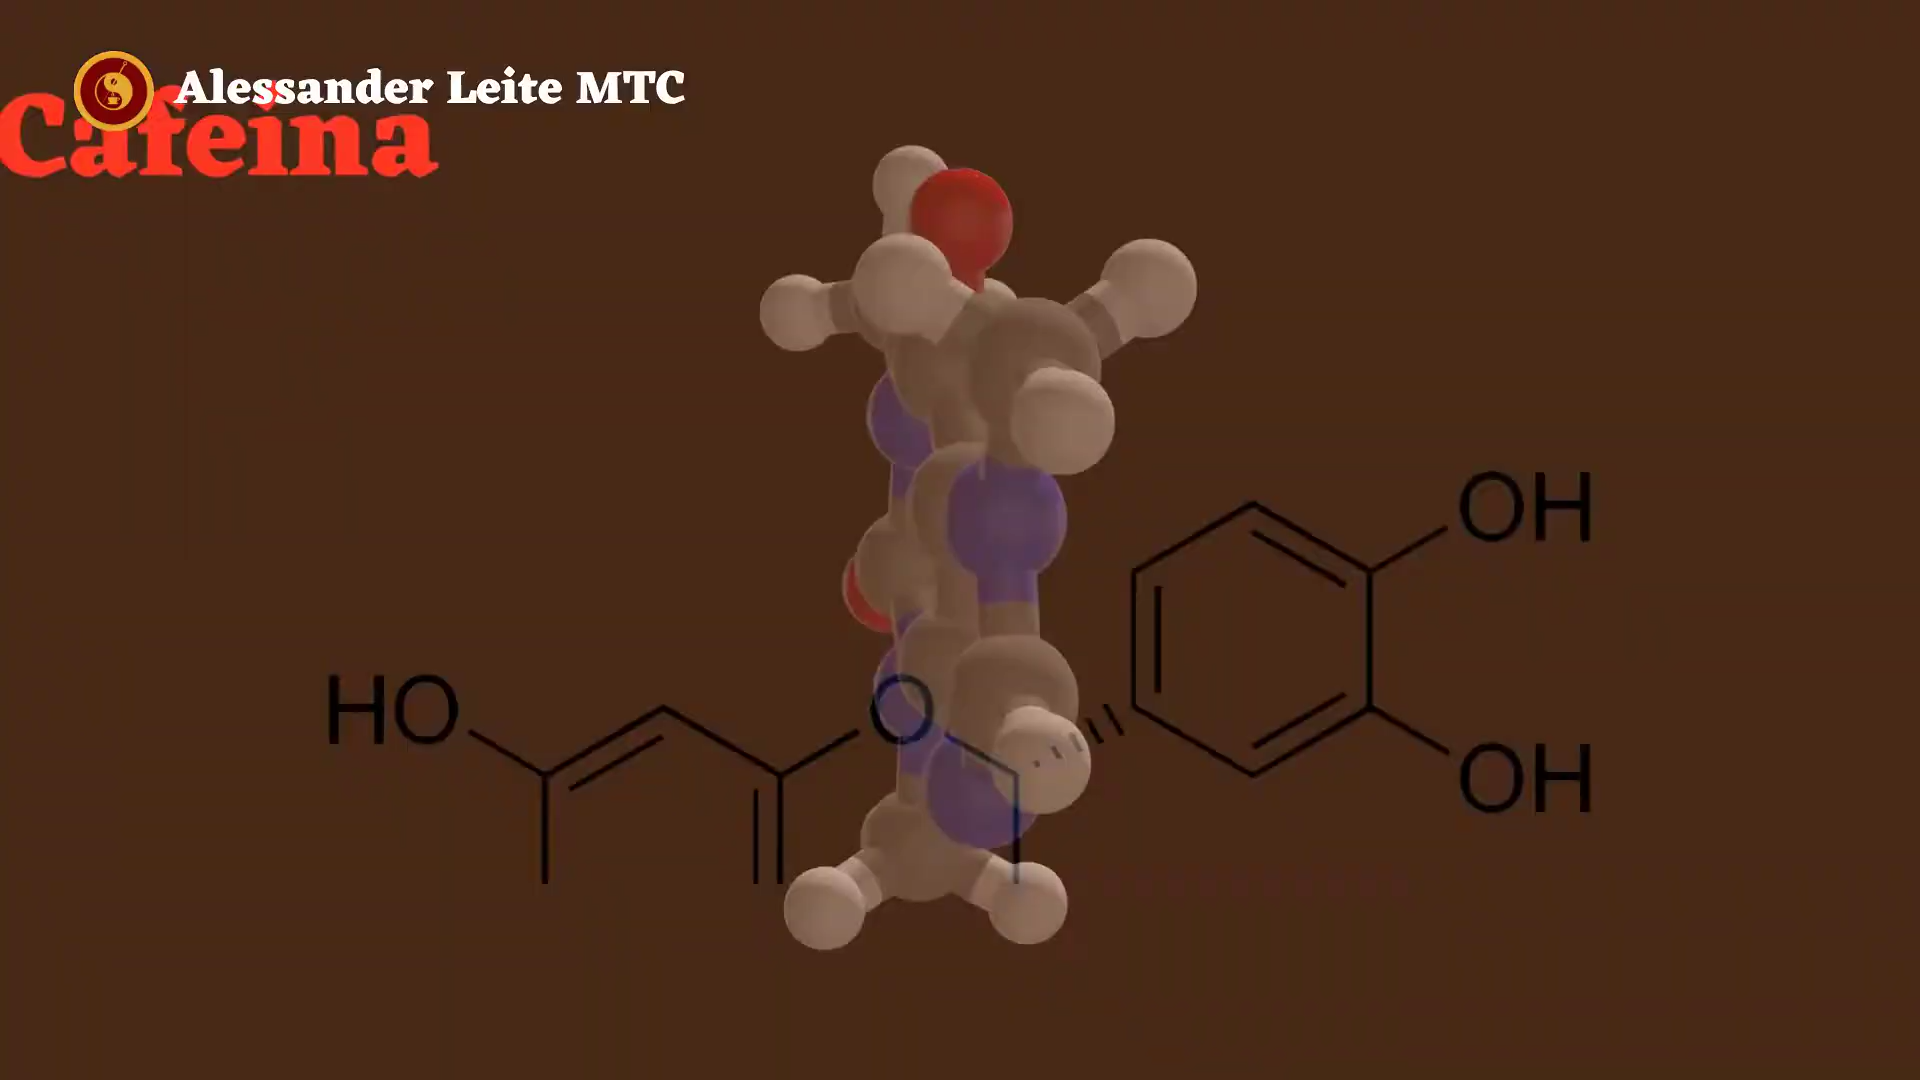 Alessander Leite MTC
Cafeína
OH
HO
O
OH